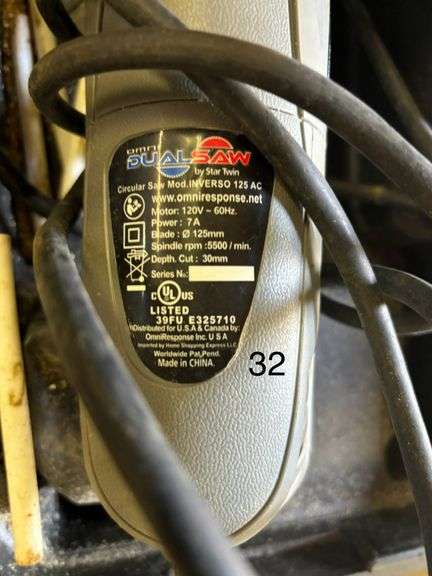 OMNI
DUALSAW
by Star Twin
Circular Saw Mod.INVERSO 125 AC
www.omniresponse.net
Motor: 120V ~ 60Hz.
Power : 7A
Blade : Ø 125mm
Spindle rpm :5500 / min.
Depth. Cut : 30mm
Series No.:
C UL US
LISTED
39FU E325710
Distributed for U.S.A & Canada by:
OmniResponse Inc. U S A
Imported by Home Shopping Express LLC.
Worldwide Pat,Pend.
Made in CHINA.
32